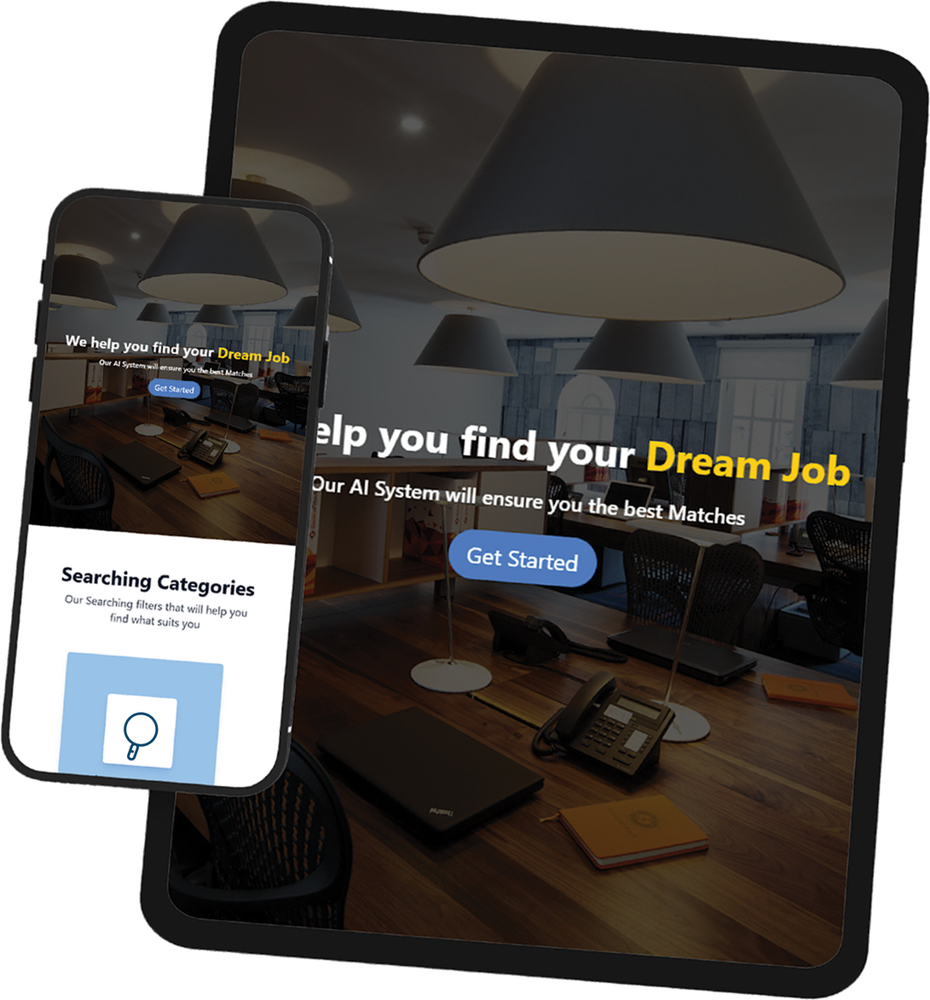 We help you find your Dream Job
Our AI System will ensure you the best Matches
Get Started
Searching Categories
Our Searching filters that will help you
find what suits you
elp you find your Dream Job
Our AI System will ensure you the best Matches
Get Started
ThinkPad